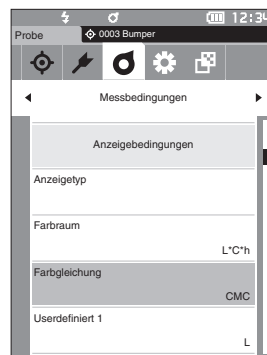 12:34
Probe
0003 Bumper
Messbedingungen
Anzeigebedingungen
Anzeigetyp
Farbraum
L*C*h
Farbgleichung
CMC
Userdefiniert 1
L